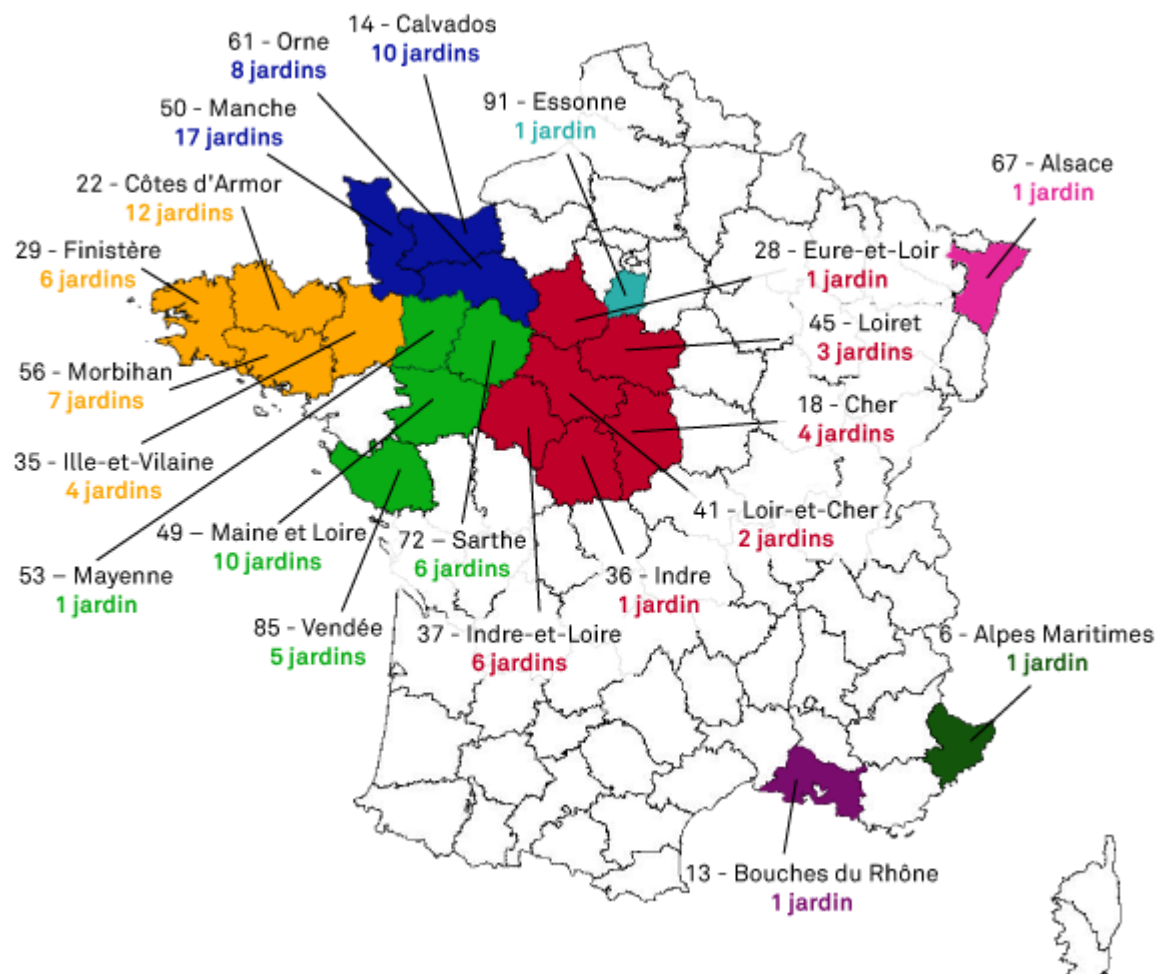 14 - Calvados
10 jardins
61 - Orne
8 jardins
91 - Essonne
1 jardin
50 - Manche
17 jardins
67 - Alsace
1 jardin
22 - Côtes d'Armor
12 jardins
29 - Finistère
6 jardins
28 - Eure-et-Loir
1 jardin
45 - Loiret
3 jardins
56 - Morbihan
7 jardins
18 - Cher
4 jardins
35 - Ille-et-Vilaine
4 jardins
41 - Loir-et-Cher
2 jardins
49 – Maine et Loire
10 jardins
72 – Sarthe
6 jardins
53 – Mayenne
1 jardin
36 - Indre
1 jardin
85 - Vendée
5 jardins
37 - Indre-et-Loire
6 jardins
6 - Alpes Maritimes
1 jardin
13 - Bouches du Rhône
1 jardin